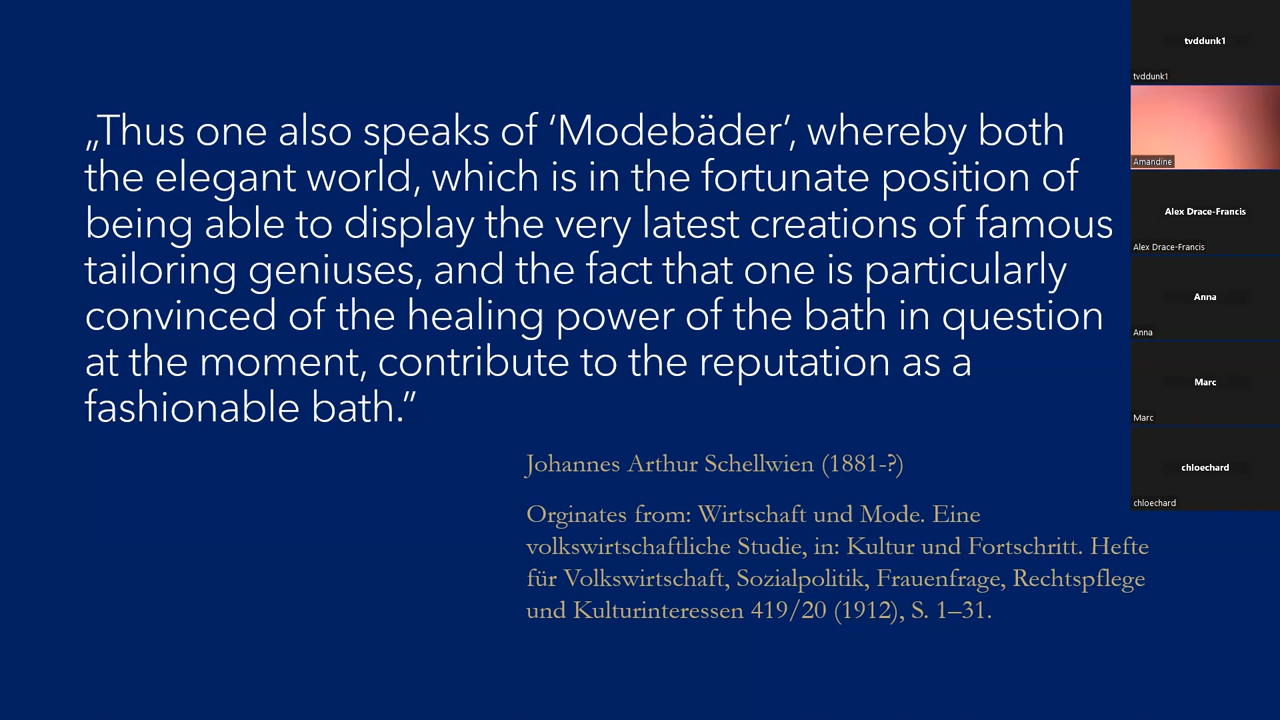 „Thus one also speaks of ‘Modebäder’, whereby both
the elegant world, which is in the fortunate position of
being able to display the very latest creations of famous
tailoring geniuses, and the fact that one is particularly
convinced of the healing power of the bath in question
at the moment, contribute to the reputation as a
fashionable bath.”
Johannes Arthur Schellwien (1881-?)
Orginates from: Wirtschaft und Mode. Eine
volkswirtschaftliche Studie, in: Kultur und Fortschritt. Hefte
für Volkswirtschaft, Sozialpolitik, Frauenfrage, Rechtspflege
und Kulturinteressen 419/20 (1912), S. 1–31.
tvddunk1
tvddunk1
Amandine
Alex Drace-Francis
Alex Drace-Francis
Anna
Anna
Marc
Marc
chloechard
chloechard